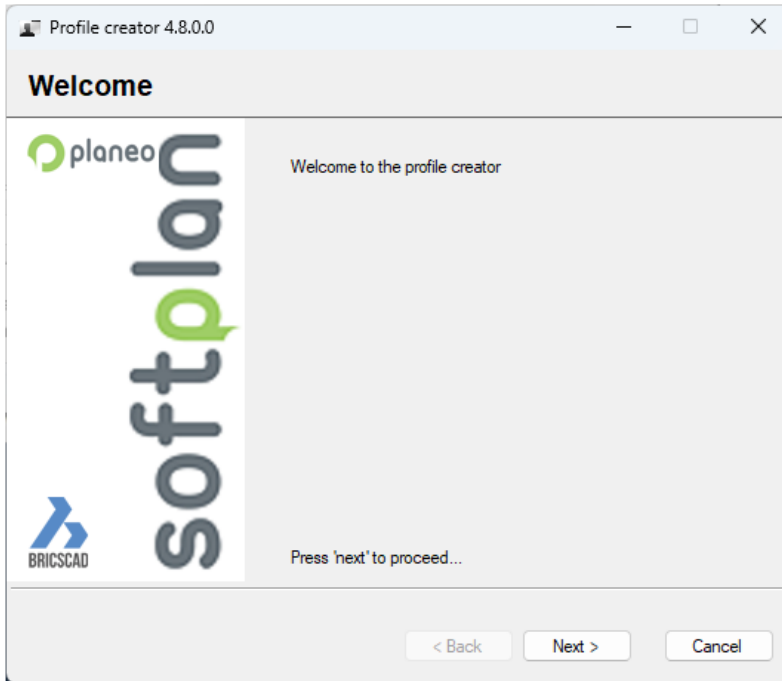 Profile creator 4.8.0.0
Welcome
planeo
softplan
BRICSCAD
Welcome to the profile creator
Press 'next' to proceed...
< Back
Next >
Cancel